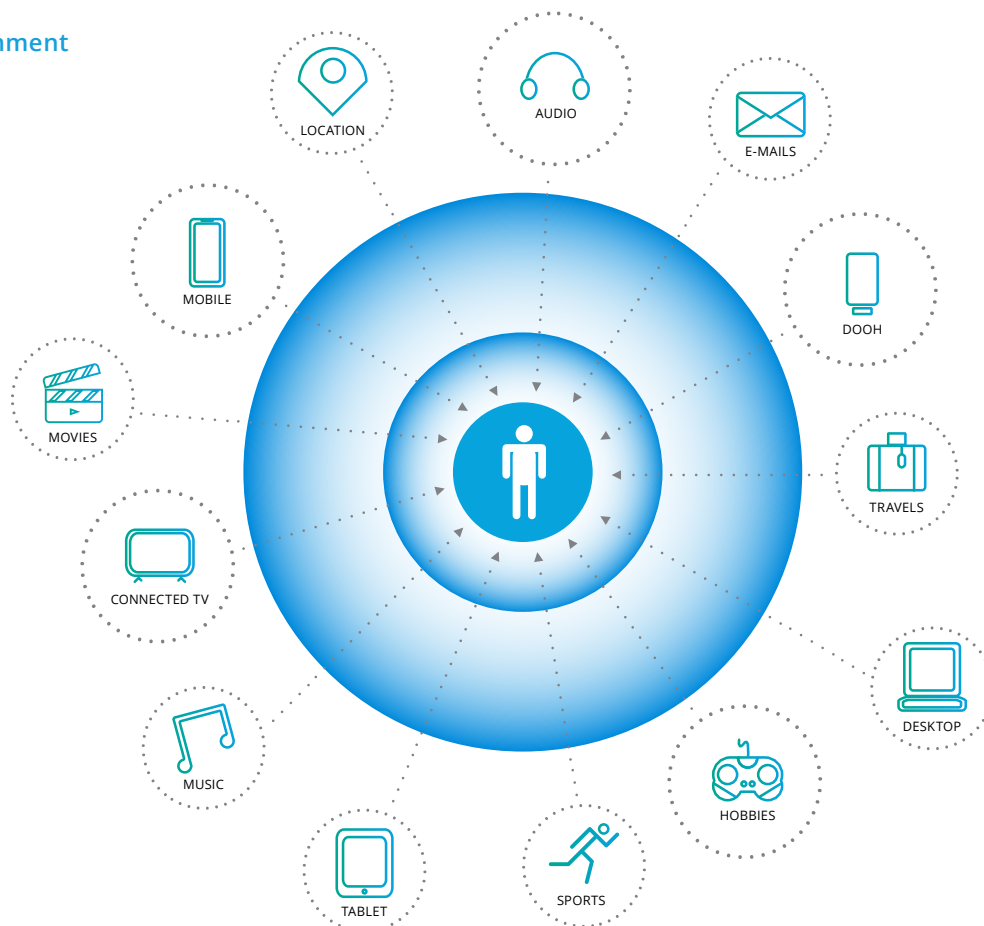 nment
LOCATION
AUDIO
E-MAILS
MOBILE
DOOH
MOVIES
TRAVELS
CONNECTED TV
DESKTOP
MUSIC
HOBBIES
TABLET
SPORTS